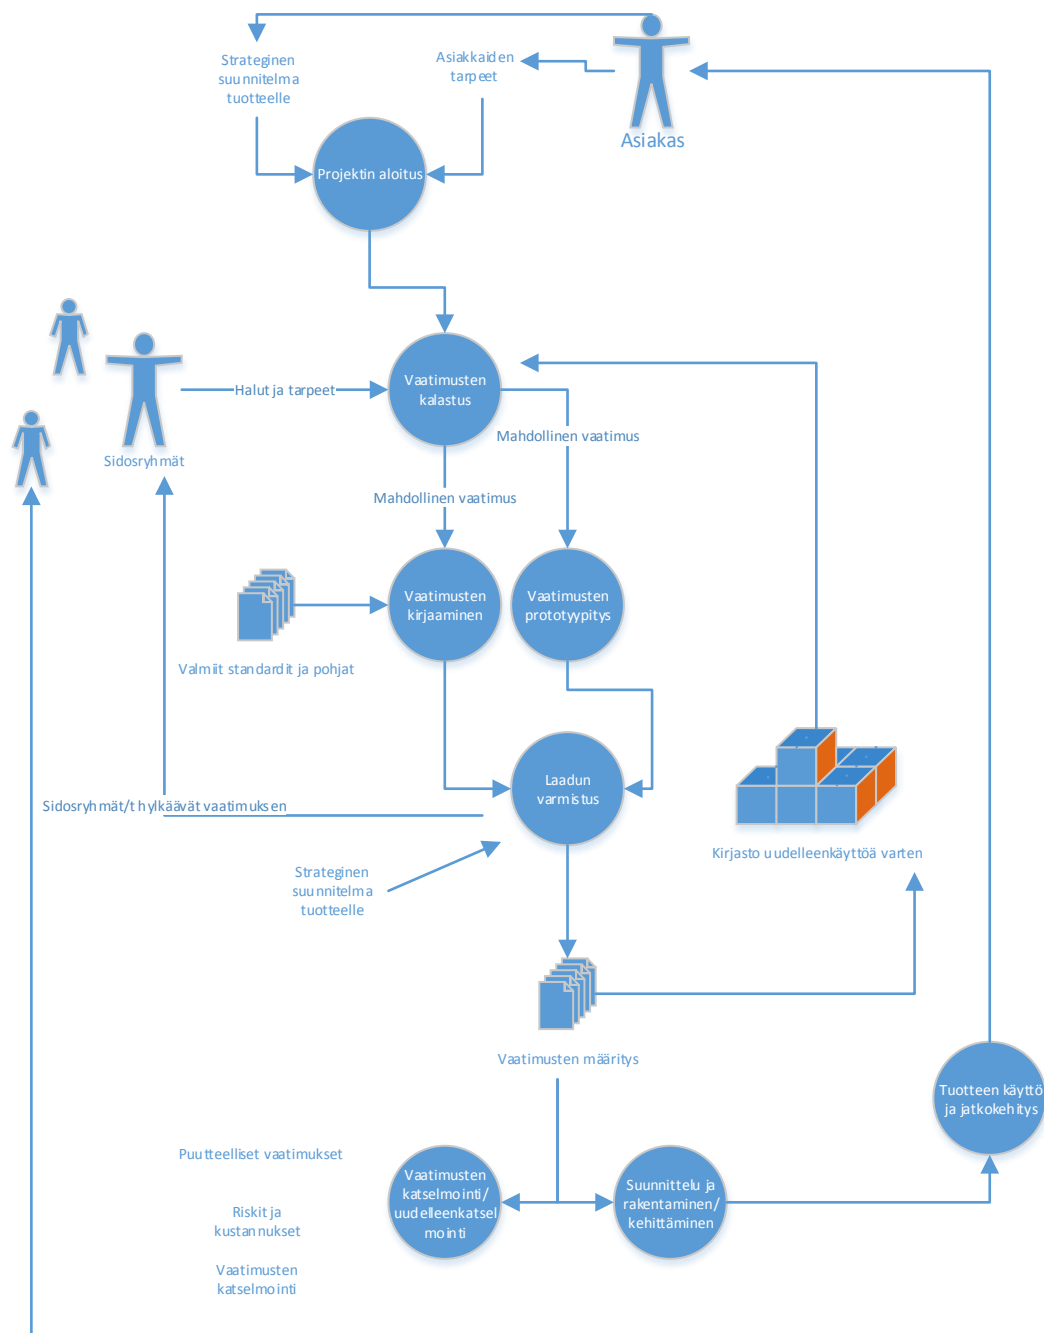 Strateginen
suunnitelma
tuotteelle
Asiakkaiden
tarpeet
Asiakas
Projektin aloitus
Vaatimusten
kalastus
Halut ja tarpeet
Sidosryhmät
Mahdollinen vaatimus
Mahdollinen vaatimus
Vaatimusten
kirjaaminen
Vaatimusten
prototyypitys
Valmiit standardit ja pohjat
Laadun
varmistus
Sidosryhmät/t hylkäävät vaatimuksen
Kirjasto uudelleenkäyttöä varten
Strateginen
suunnitelma
tuotteelle
Vaatimusten määritys
Tuotteen käyttö
ja jatkokehitys
Puutteelliset vaatimukset
Vaatimusten
katselmointi/
uudelleenkatsel
mointi
Suunnittelu ja
rakentaminen/
kehittäminen
Riskit ja
kustannukset
Vaatimusten
katselmointi